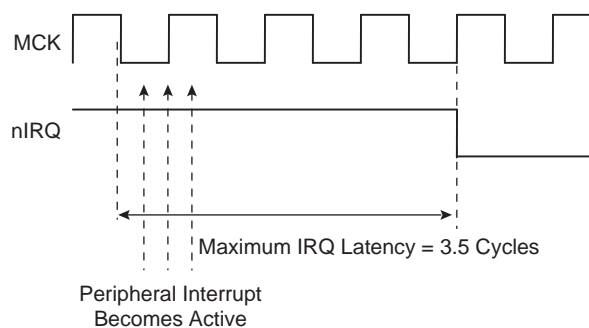 MCK
nIRQ
Maximum IRQ Latency = 3.5 Cycles
Peripheral Interrupt
Becomes Active